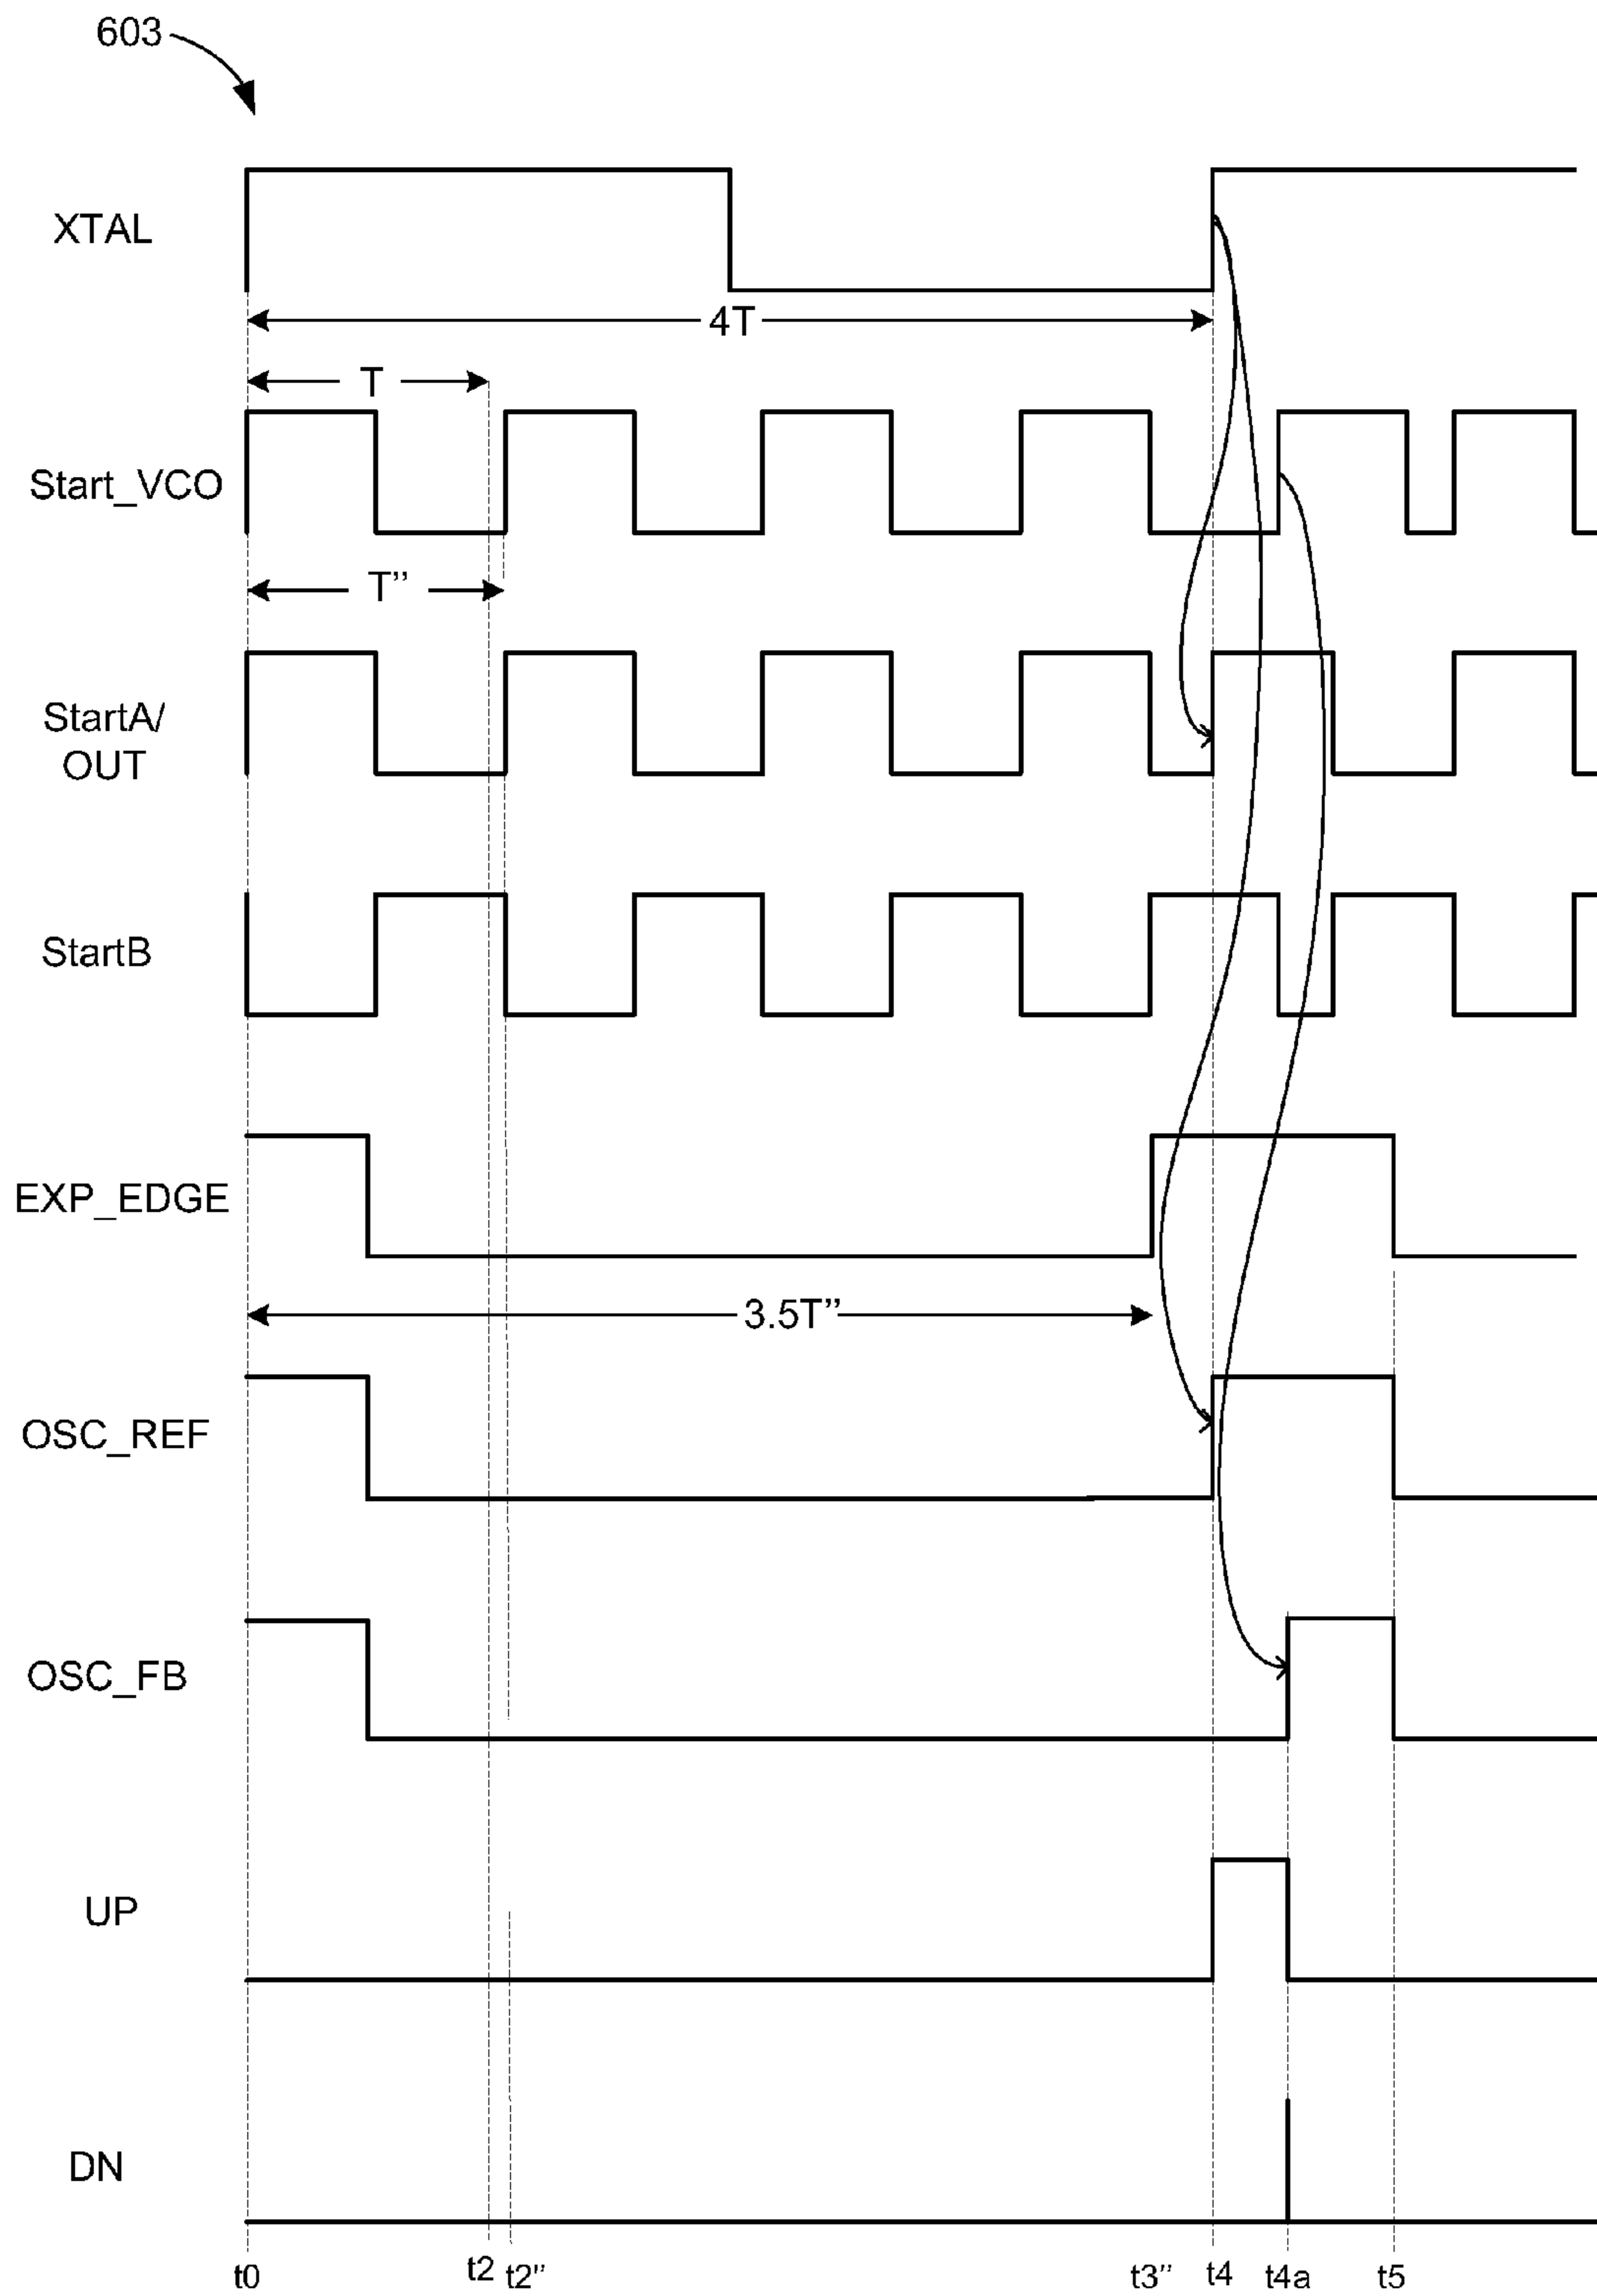 603
XTAL
4T
T
Start_VCO
T”
StartA/
OUT
StartB
EXP_EDGE
3.5T”
OSC_REF
OSC_FB
UP
DN
t0 t2 t2” t3” t4 t4a t5